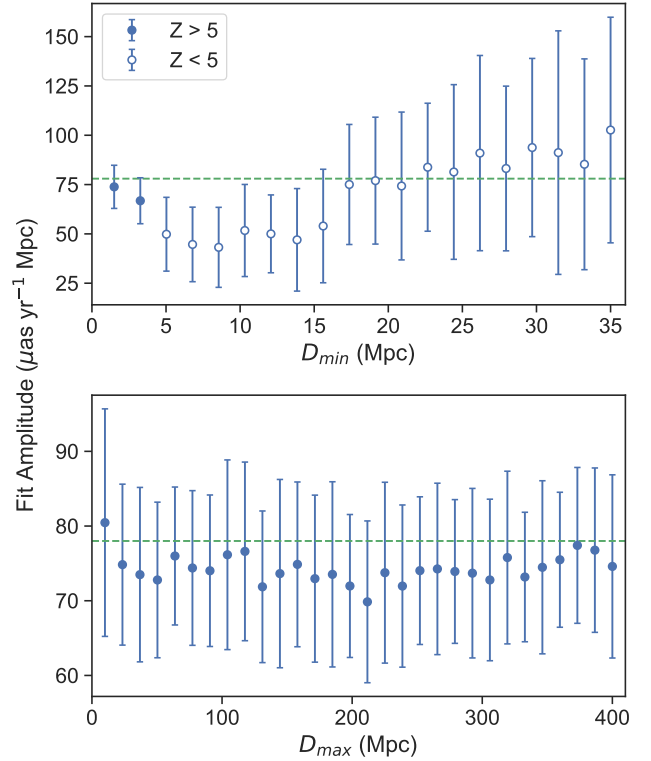 150
125
100
75
50
25
Z > 5
Z < 5
0 5 10 15 20 25 30 35
D_min (Mpc)
Fit Amplitude (μas yr⁻¹ Mpc)
90
80
70
60
0 100 200 300 400
D_max (Mpc)